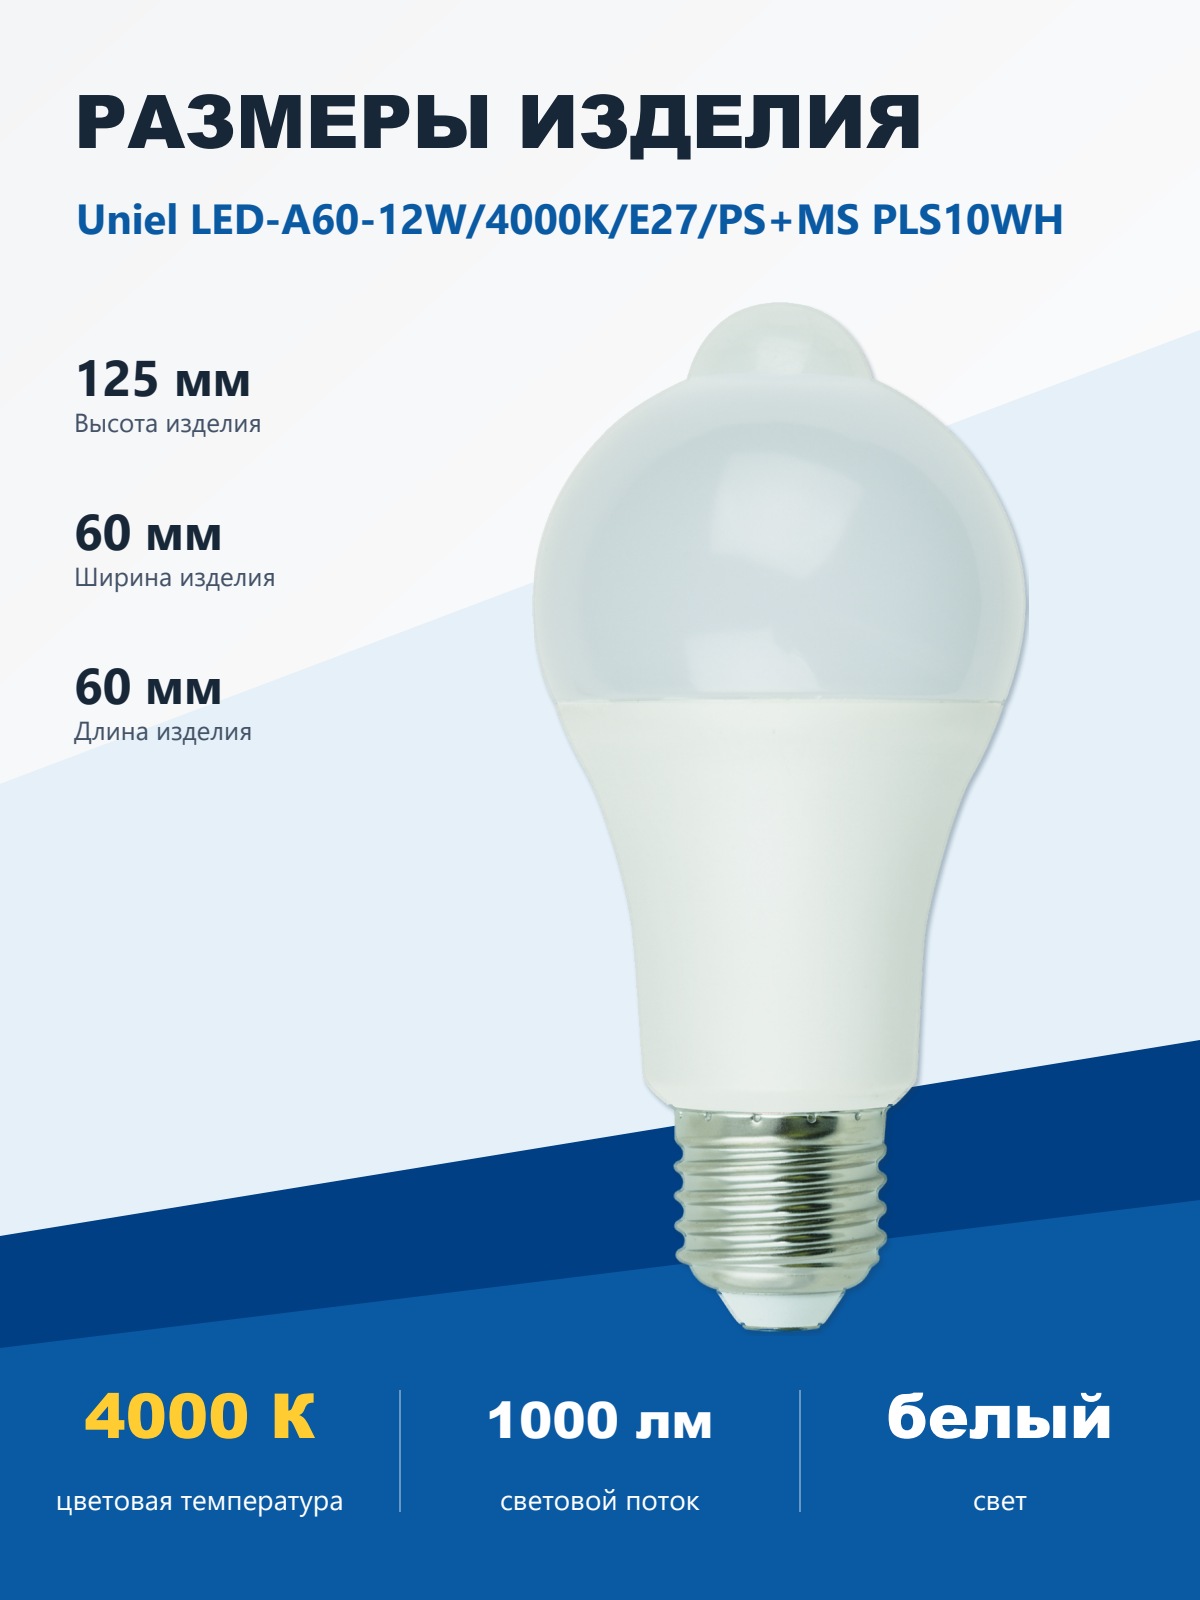 РАЗМЕРЫ ИЗДЕЛИЯ
Uniel LED-A60-12W/4000K/E27/PS+MS PLS10WH
125 мм
Высота изделия
60 мм
Ширина изделия
60 мм
Длина изделия
4000 К
цветовая температура
1000 лм
световой поток
белый
свет